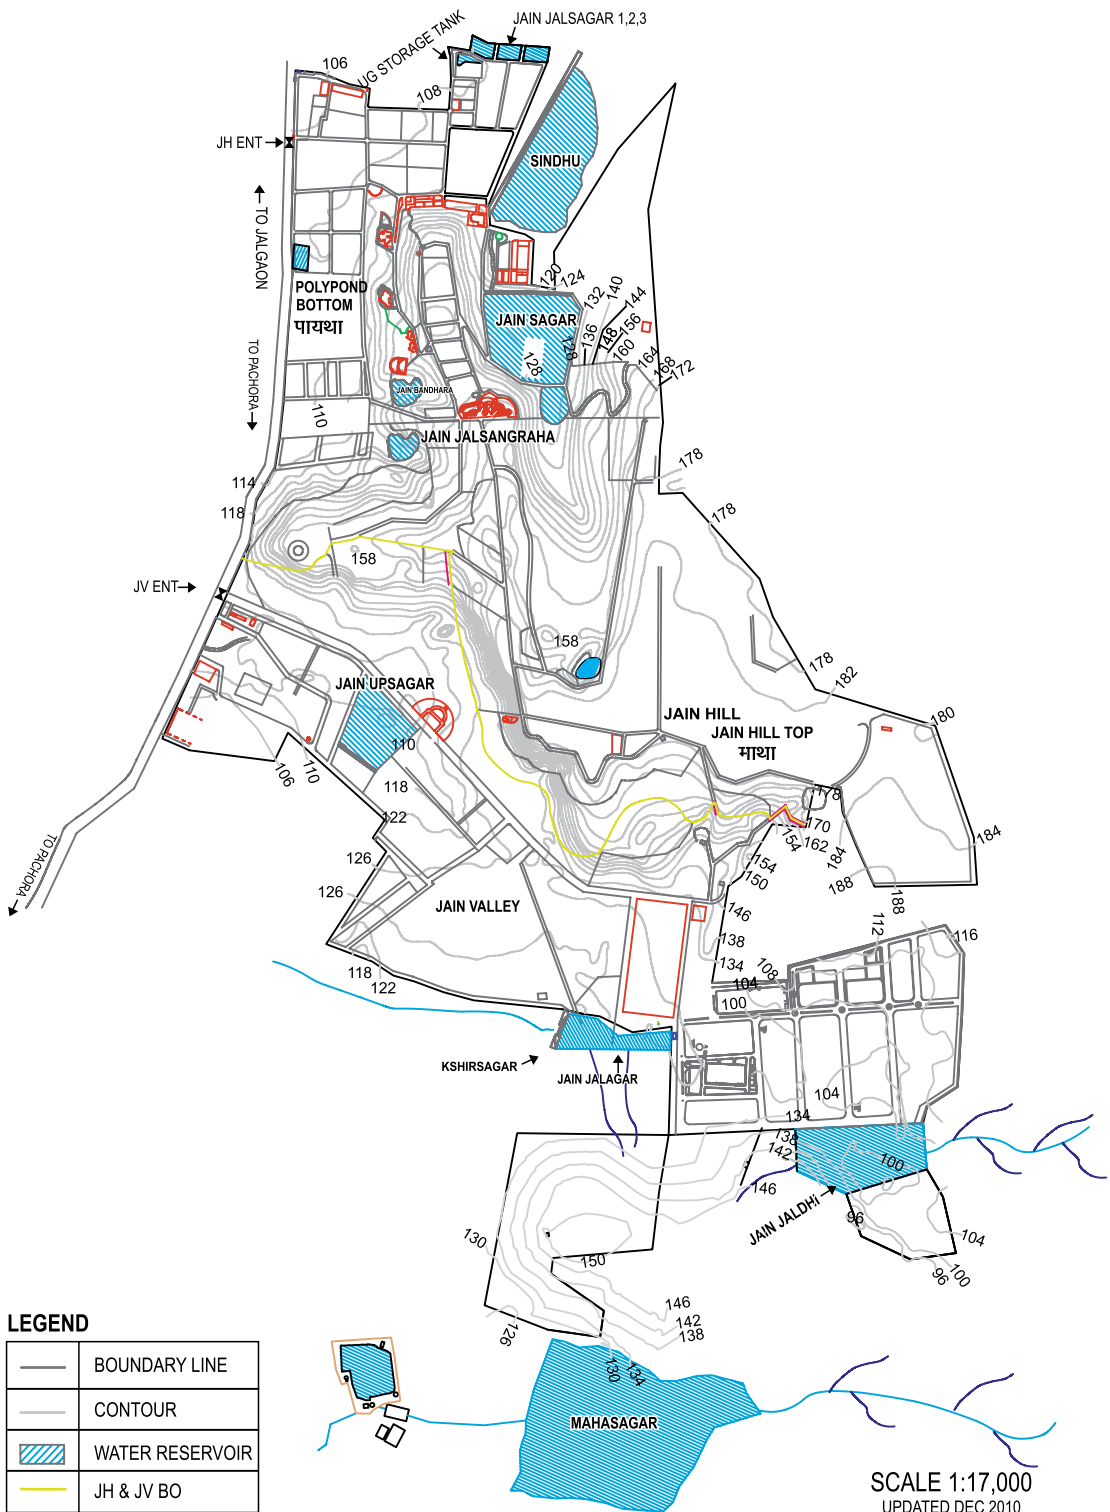 JAIN JALSAGAR 1,2,3
UG STORAGE TANK
106
108
JH ENT
SINDHU
TO JALGAON
120
124
132
140
144
POLYPOND
BOTTOM
पायथा
JAIN SAGAR
136
148
156
160
128
128
164
168
172
TO PACHORA
JAIN BANDHARA
110
JAIN JALSANGRAHA
178
114
118
178
158
JV ENT
158
178
182
JAIN UPSAGAR
JAIN HILL
JAIN HILL TOP
माथा
180
110
106
110
118
178
122
170
162
154
184
184
126
154
150
188
188
126
JAIN VALLEY
146
112
116
138
134
108
118
122
104
100
KSHIRSAGAR
JAIN JALAGAR
104
134
138
142
100
146
JAIN JALDHi
96
104
130
150
96
100
146
142
138
126
130
134
MAHASAGAR
LEGEND
BOUNDARY LINE
CONTOUR
WATER RESERVOIR
JH & JV BO
TO PACHORA
SCALE 1:17,000
UPDATED DEC 2010